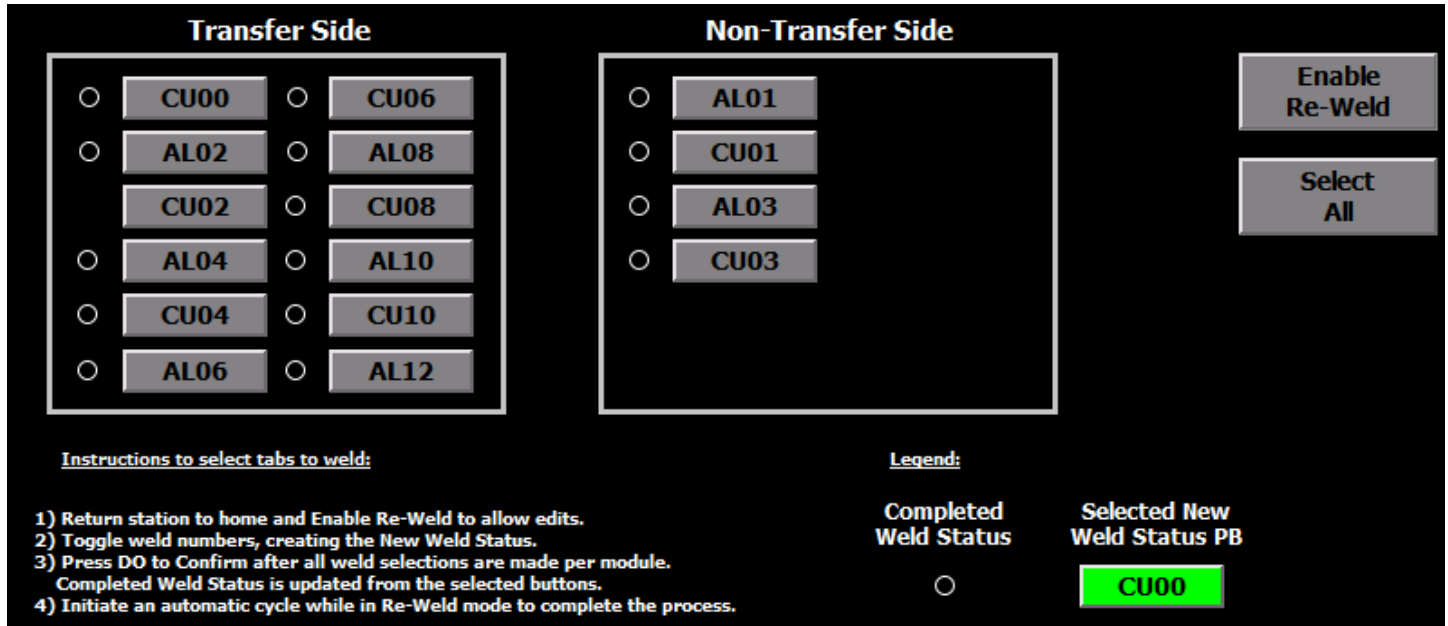 Transfer Side
CU00 CU06
AL02 AL08
CU02 CU08
AL04 AL10
CU04 CU10
AL06 AL12
Non-Transfer Side
AL01
CU01
AL03
CU03
Enable
Re-Weld
Select
All
Instructions to select tabs to weld:
1) Return station to home and Enable Re-Weld to allow edits.
2) Toggle weld numbers, creating the New Weld Status.
3) Press DO to Confirm after all weld selections are made per module.
Completed Weld Status is updated from the selected buttons.
4) Initiate an automatic cycle while in Re-Weld mode to complete the process.
Legend:
Completed
Weld Status
Selected New
Weld Status PB
CU00